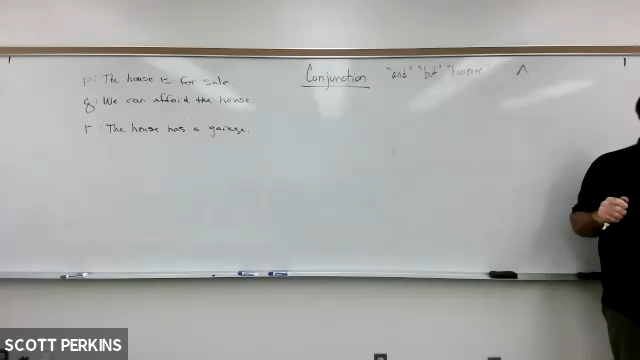 p: The house is for sale.
q: We can afford the house
r: The house has a garage.
Conjunction "and" "but" "however" ∧
SCOTT PERKINS